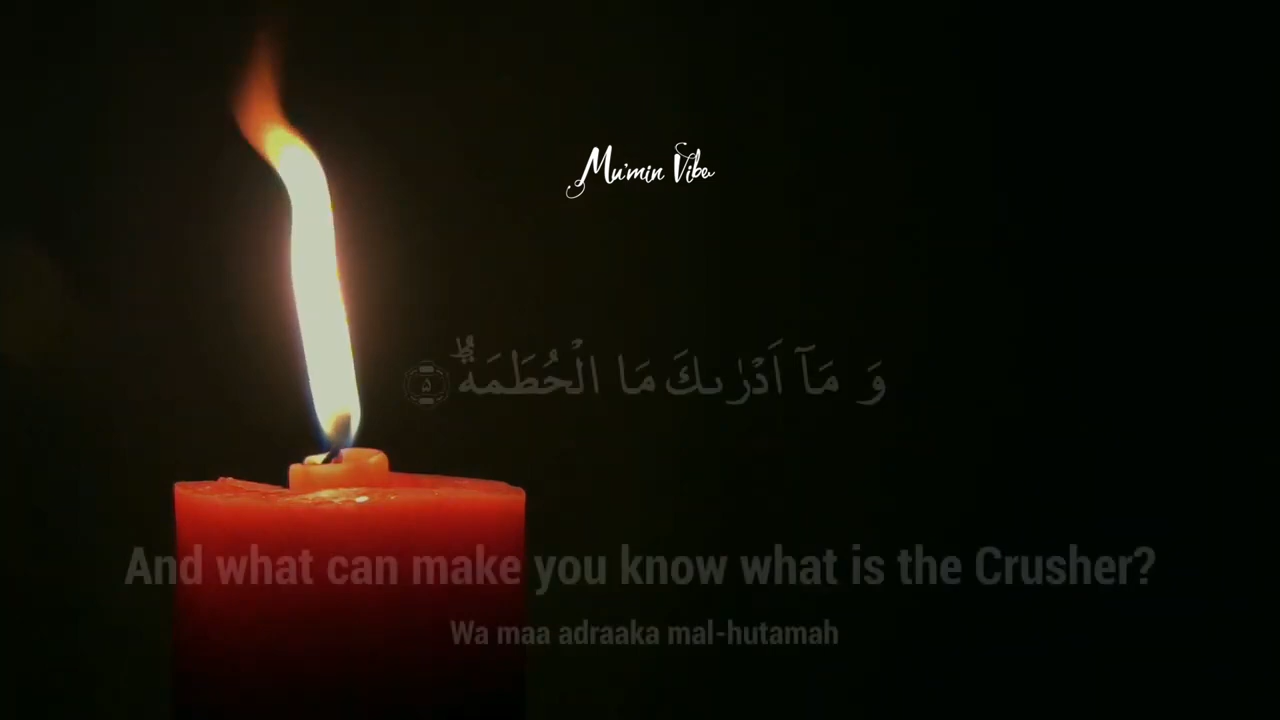 Mu'min Vibe
وَ مَاۤ اَدْرٰىكَ مَا الْحُطَمَةُؕ ۵
And what can make you know what is the Crusher?
Wa maa adraaka mal-hutamah